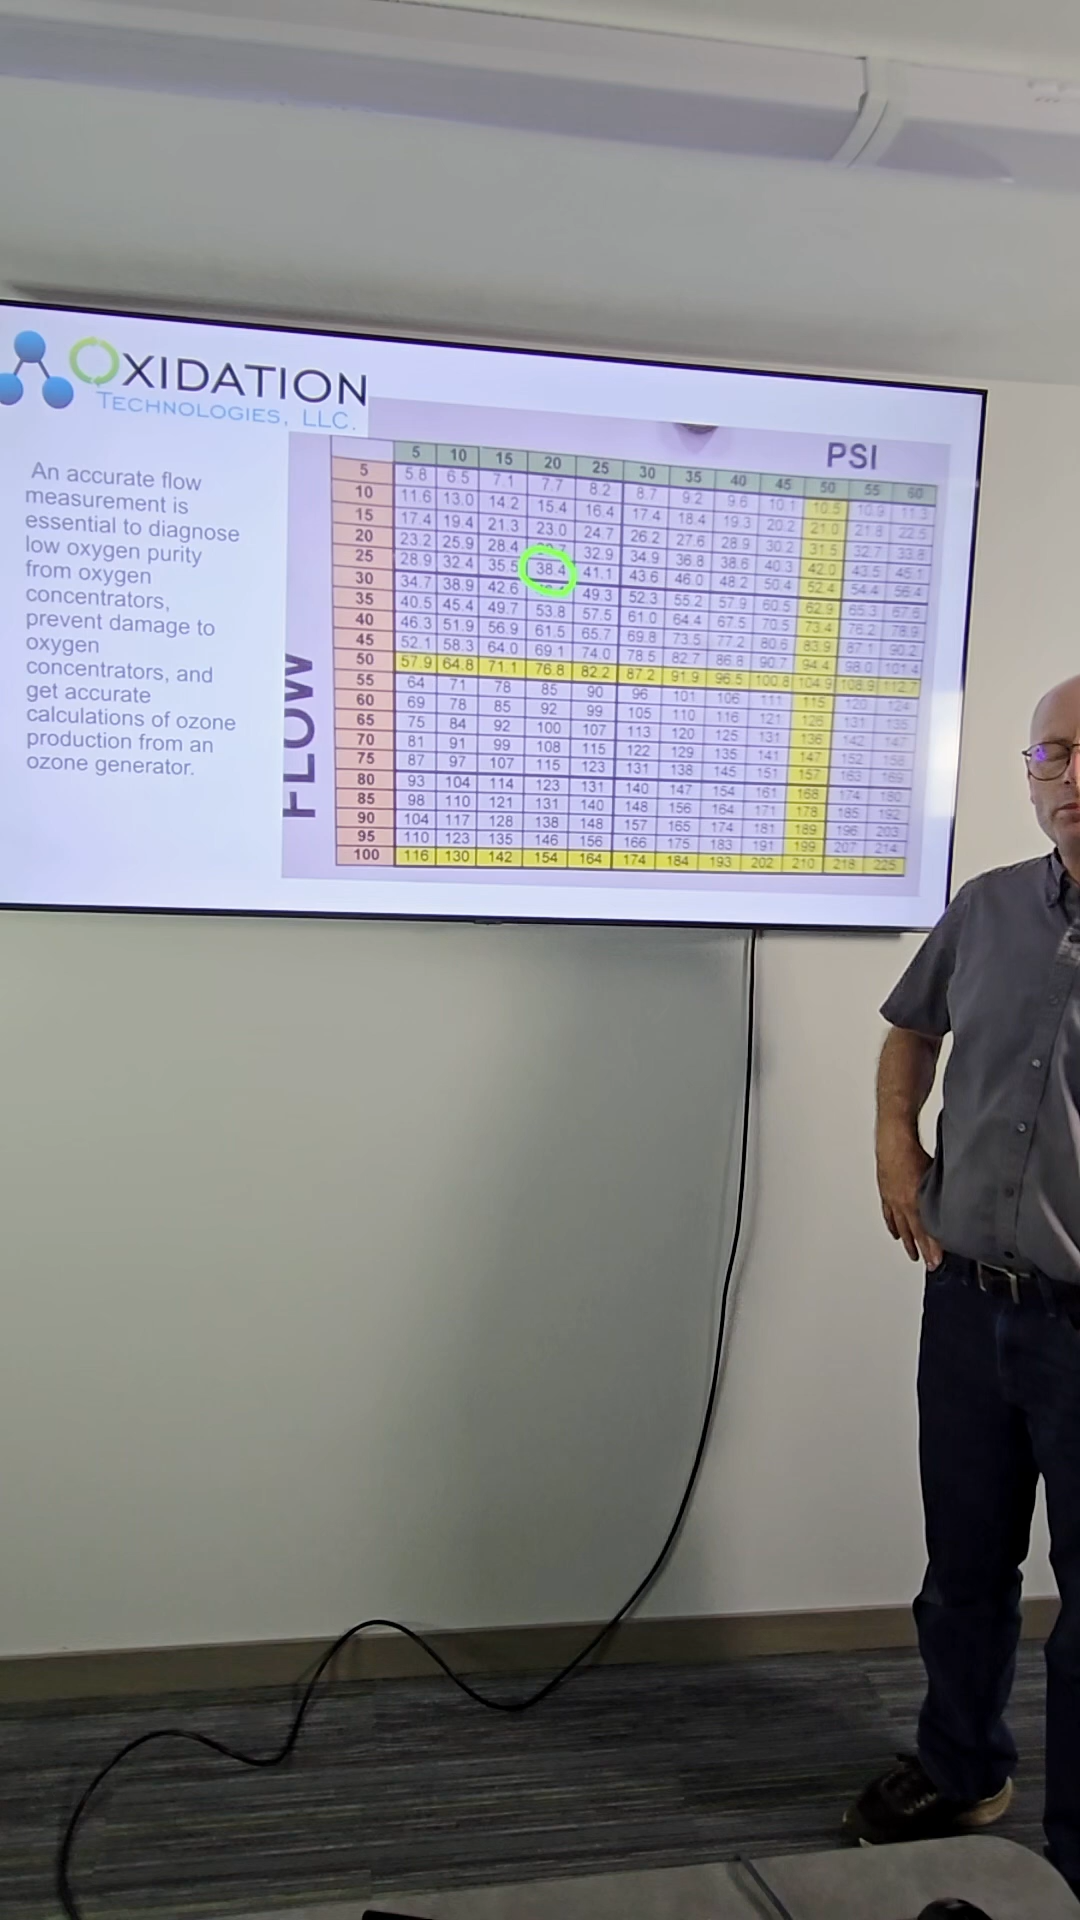 OXIDATION
TECHNOLOGIES, LLC.
An accurate flow
measurement is
essential to diagnose
low oxygen purity
from oxygen
concentrators,
prevent damage to
oxygen
concentrators, and
get accurate
calculations of ozone
production from an
ozone generator.
PSI
FLOW
5 10 15 20 25 30 35 40 45 50 55 60
5 5.8 6.5 7.1 7.7 8.2 8.7 9.2 9.6 10.1 10.5 10.9 11.3
10 11.6 13.0 14.2 15.4 16.4 17.4 18.4 19.3 20.2 21.0 21.8 22.5
15 17.4 19.4 21.3 23.0 24.7 26.2 27.6 28.9 30.2 31.5 32.7 33.8
20 23.2 25.9 28.4 32.9 34.9 36.8 38.6 40.3 42.0 43.5 45.1
25 28.9 32.4 35.5 38.4 41.1 43.6 46.0 48.2 50.4 52.4 54.4 56.4
30 34.7 38.9 42.6 49.3 52.3 55.2 57.9 60.5 62.9 65.3 67.6
35 40.5 45.4 49.7 53.8 57.5 61.0 64.4 67.5 70.5 73.4 76.2 78.9
40 46.3 51.9 56.9 61.5 65.7 69.8 73.5 77.2 80.6 83.9 87.1 90.2
45 52.1 58.3 64.0 69.1 74.0 78.5 82.7 86.8 90.7 94.4 98.0 101.4
50 57.9 64.8 71.1 76.8 82.2 87.2 91.9 96.5 100.8 104.9 108.9 112.7
55 64 71 78 85 90 96 101 106 111 115 120 124
60 69 78 85 92 99 105 110 116 121 126 131 135
65 75 84 92 100 107 113 120 125 131 136 142 147
70 81 91 99 108 115 122 129 135 141 147 152 158
75 87 97 107 115 123 131 138 145 151 157 163 169
80 93 104 114 123 131 140 147 154 161 168 174 180
85 98 110 121 131 140 148 156 164 171 178 185 192
90 104 117 128 138 148 157 165 174 181 189 196 203
95 110 123 135 146 156 166 175 183 191 199 207 214
100 116 130 142 154 164 174 184 193 202 210 218 225